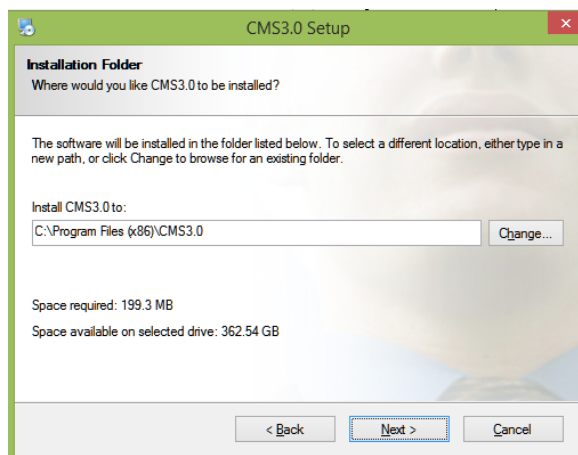 CMS3.0 Setup
Installation Folder
Where would you like CMS3.0 to be installed?
The software will be installed in the folder listed below. To select a different location, either type in a
new path, or click Change to browse for an existing folder.
Install CMS3.0 to:
C:\Program Files (x86)\CMS3.0
Change...
Space required: 199.3 MB
Space available on selected drive: 362.54 GB
< Back
Next >
Cancel